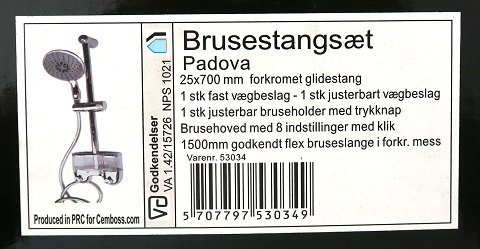 Brusestangsæt
Padova
25x700 mm forkromet glidestang
1 stk fast vægbeslag - 1 stk justerbart vægbeslag
1 stk justerbar bruseholder med trykknap
Brusehoved med 8 indstillinger med klik
1500mm godkendt flex bruseslange i forkr. mess
Varenr. 53034
5 707797 530349
Godkendelser
VA 1.42/15726 NPS 1021
VA
Produced in PRC for Cemboss.com